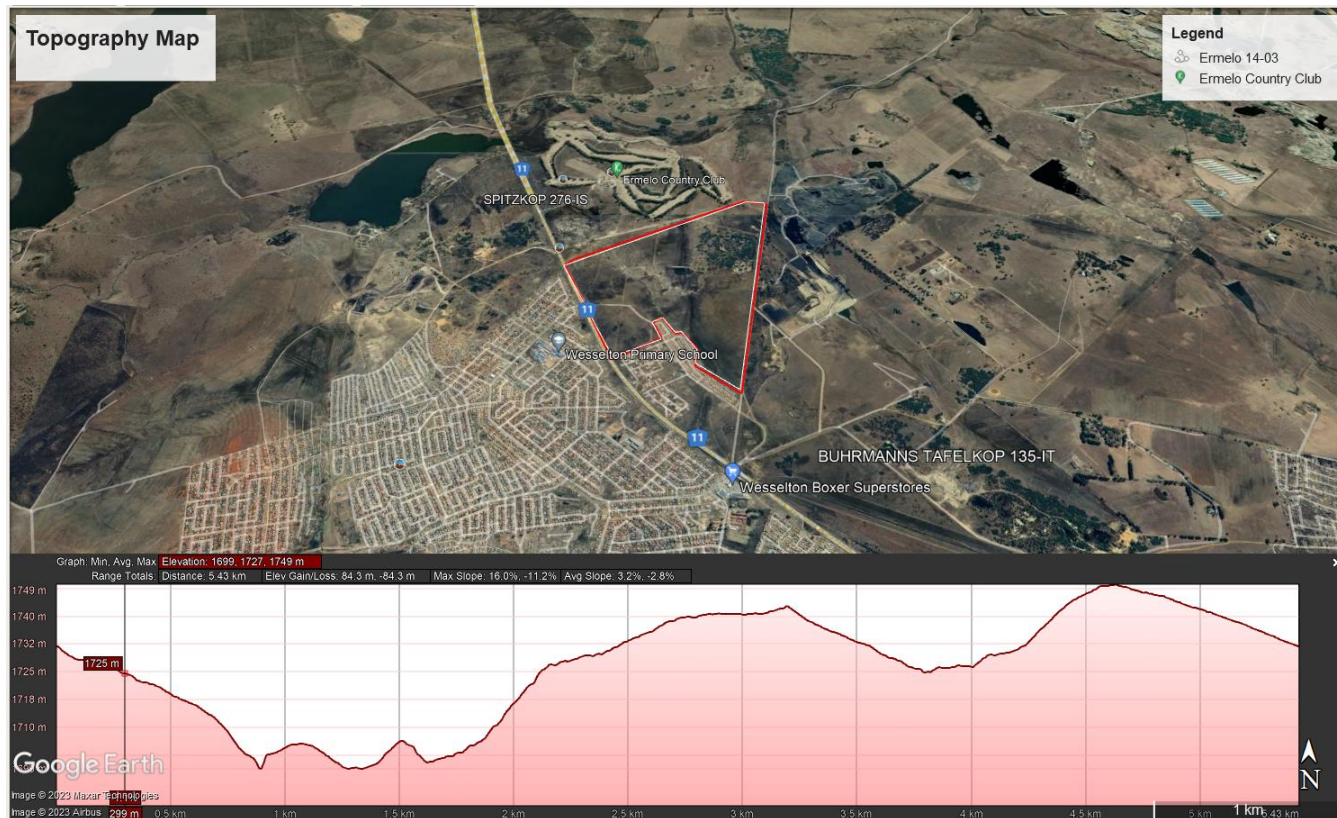 Topography Map
Legend
Ermelo 14-03
Ermelo Country Club
11
Ermelo Country Club
SPITZKOP 276-IS
11
Wesselton Primary School
11
BUHRMANNS TAFELKOP 135-IT
Wesselton Boxer Superstores
Graph: Min, Avg, Max Elevation: 1699, 1727, 1749 m
Range Totals: Distance: 5.43 km Elev Gain/Loss: 84.3 m, -84.3 m Max Slope: 16.0%, -11.2% Avg Slope: 3.2%, -2.8%
1749 m
1740 m
1732 m
1725 m
1725 m
1718 m
1710 m
Google Earth
N
Image © 2023 Maxar Technologies
1 km
Image © 2023 Airbus 299 m 0.5 km 1 km 1.5 km 2 km 2.5 km 3 km 3.5 km 4 km 4.5 km 5 km 5.43 km